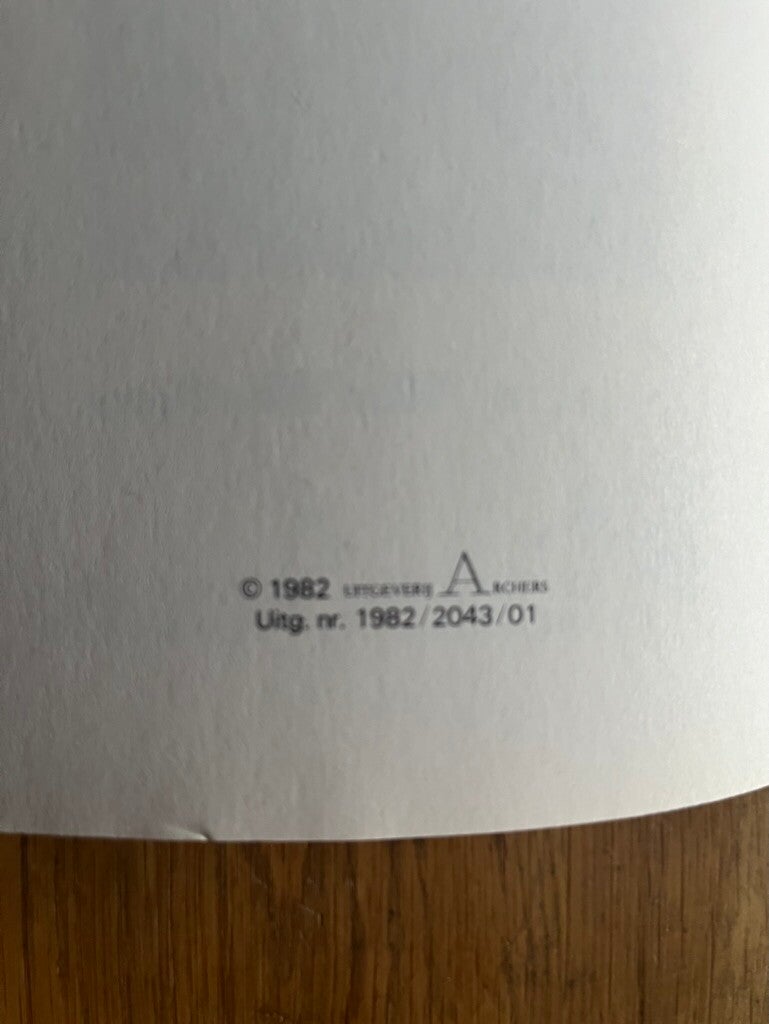 © 1982 UITGEVERIJ ARCHERS
Uitg. nr. 1982/2043/01